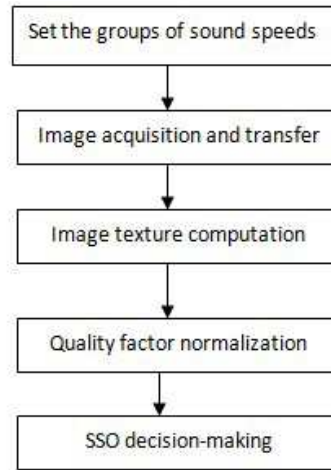 Set the groups of sound speeds
Image acquisition and transfer
Image texture computation
Quality factor normalization
SSO decision-making